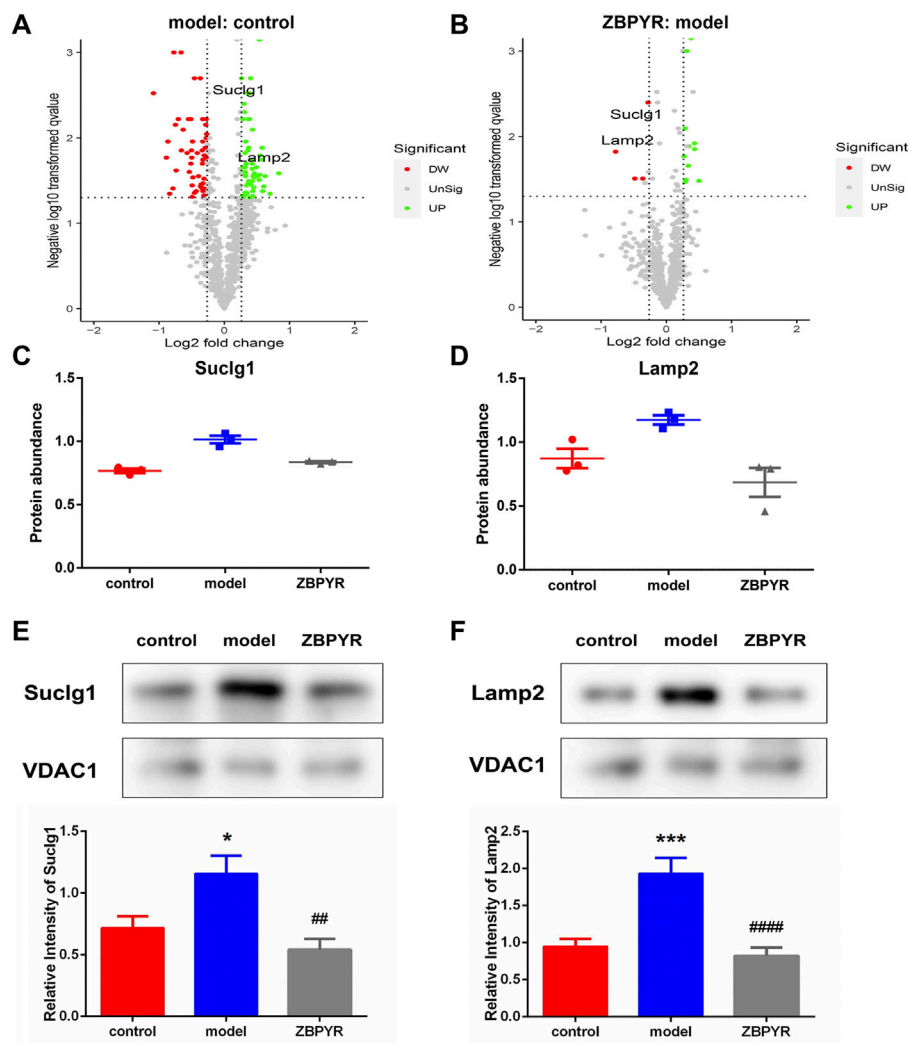 A
model: control
Negative log10 transformed qvalue
3
2
1
0
Suclg1
Lamp2
−2
−1
0
1
2
Log2 fold change
Significant
DW
UnSig
UP
B
ZBPYR: model
Negative log10 transformed qvalue
3
2
1
0
Suclg1
Lamp2
−2
−1
0
1
2
Log2 fold change
Significant
DW
UnSig
UP
C
Suclg1
Protein abundance
1.5
1.0
0.5
0.0
control
model
ZBPYR
D
Lamp2
Protein abundance
1.5
1.0
0.5
0.0
control
model
ZBPYR
E
control model ZBPYR
Suclg1
VDAC1
Relative Intensity of Suclg1
1.5
1.0
0.5
0.0
*
##
control
model
ZBPYR
F
control model ZBPYR
Lamp2
VDAC1
Relative Intensity of Lamp2
2.5
2.0
1.5
1.0
0.5
0.0
***
####
control
model
ZBPYR